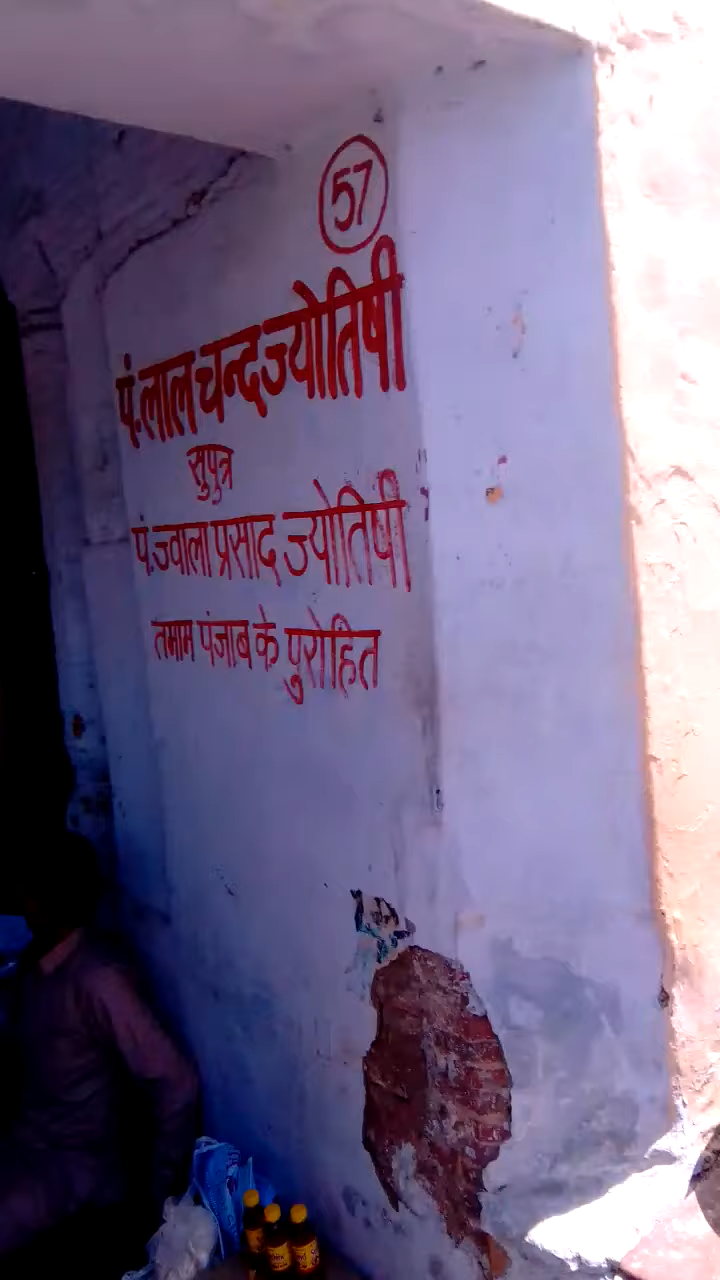 57
पं. लाल चन्द ज्योतिषी
सुपुत्र
पं. ज्वाला प्रसाद ज्योतिषी
तमाम पंजाब के पुरोहित